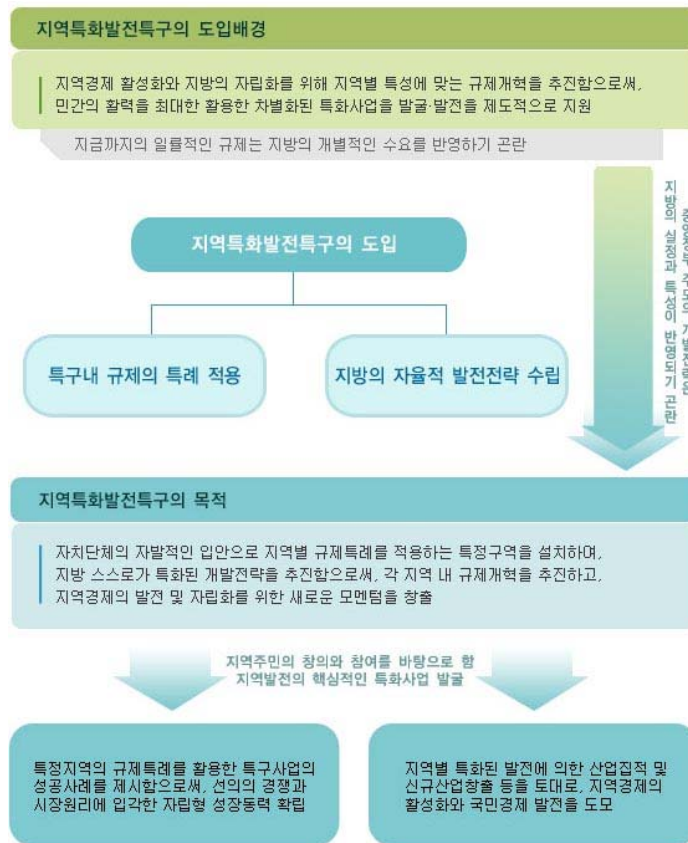 지역특화발전특구의 도입배경
지역경제 활성화와 지방의 자립화를 위해 지역별 특성에 맞는 규제개혁을 추진함으로써,
민간의 활력을 최대한 활용한 차별화된 특화사업을 발굴·발전을 제도적으로 지원
지금까지의 일률적인 규제는 지방의 개별적인 수요를 반영하기 곤란
중앙정부 주도의 개발전략은
지방의 실정과 특성이 반영되기 곤란
지역특화발전특구의 도입
특구내 규제의 특례 적용
지방의 자율적 발전전략 수립
지역특화발전특구의 목적
자치단체의 자발적인 입안으로 지역별 규제특례를 적용하는 특정구역을 설치하며,
지방 스스로가 특화된 개발전략을 추진함으로써, 각 지역 내 규제개혁을 추진하고,
지역경제의 발전 및 자립화를 위한 새로운 모멘텀을 창출
지역주민의 창의와 참여를 바탕으로 함
지역발전의 핵심적인 특화사업 발굴
특정지역의 규제특례를 활용한 특구사업의
성공사례를 제시함으로써, 선의의 경쟁과
시장원리에 입각한 자립형 성장동력 확립
지역별 특화된 발전에 의한 산업집적 및
신규산업창출 등을 토대로, 지역경제의
활성화와 국민경제 발전을 도모